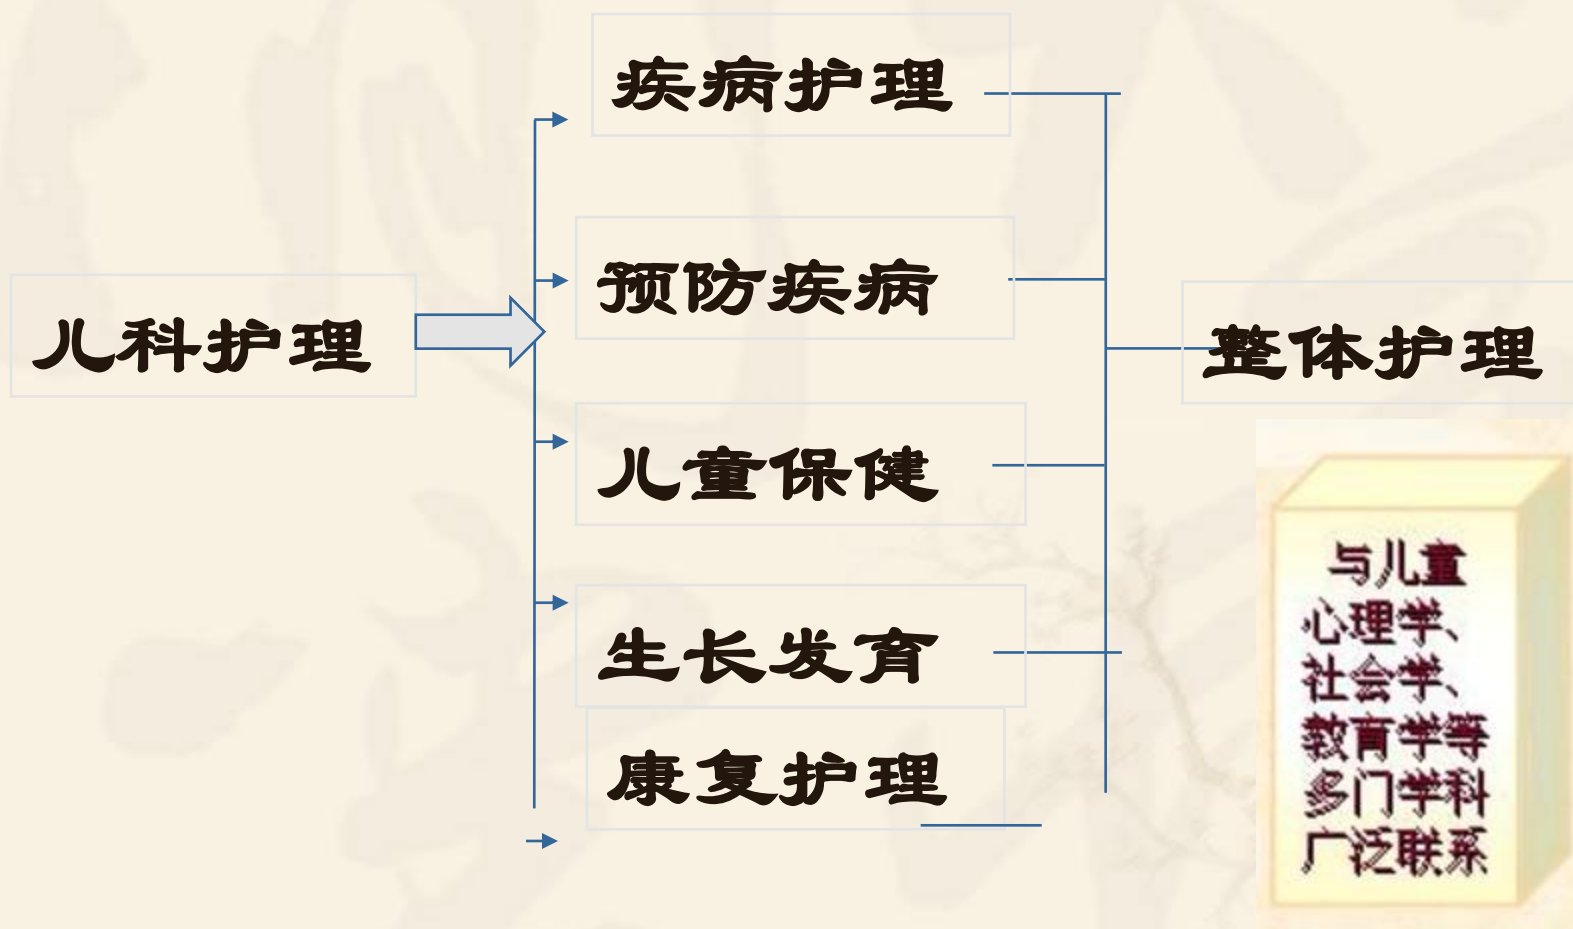 疾病护理
预防疾病
儿科护理
整体护理
儿童保健
生长发育
康复护理
与儿童
心理学、
社会学、
教育学等
多门学科
广泛联系